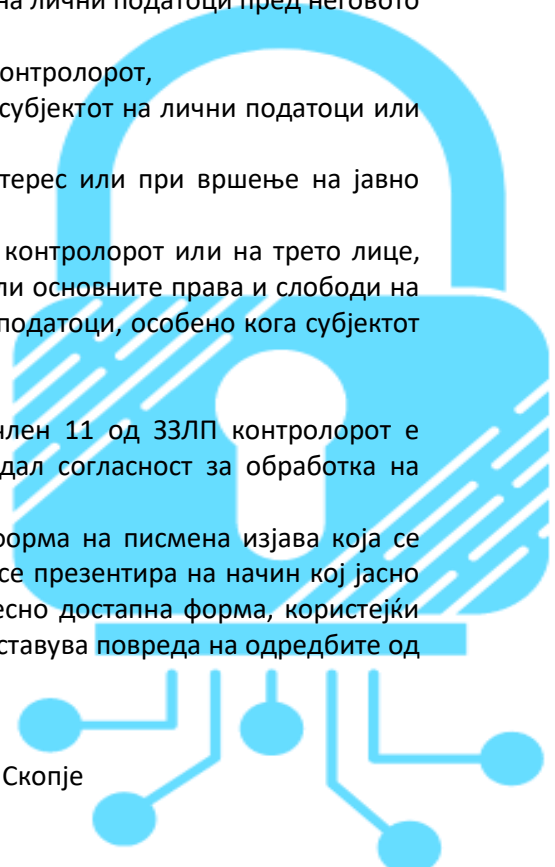 на лични податоци пред неговото
онтролорот,
субјектот на лични податоци или
терес или при вршење на јавно
контролорот или на трето лице,
ли основните права и слободи на
податоци, особено кога субјектот
член 11 од ЗЗЛП контролорот е
дал согласност за обработка на
форма на писмена изјава која се
се презентира на начин кој јасно
есно достапна форма, користејќи
ставува повреда на одредбите од
Скопје